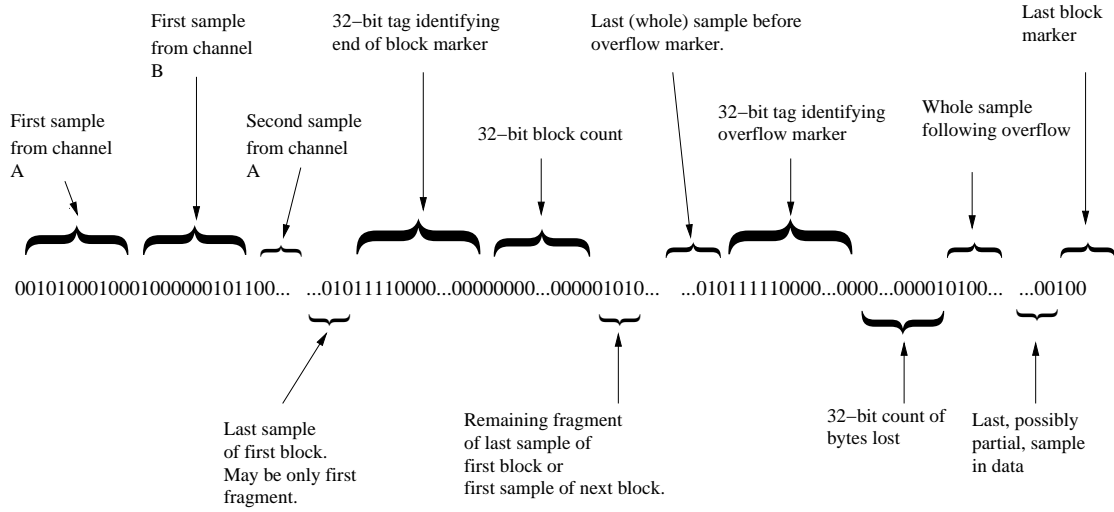 First sample
from channel
B
32−bit tag identifying
end of block marker
Last (whole) sample before
overflow marker.
Last block
marker
First sample
from channel
A
Second sample
from channel
A
32−bit block count
32−bit tag identifying
overflow marker
Whole sample
following overflow
0010100010001000000101100... ...01011110000...00000000...0000001010... ...010111110000...0000...000010100... ...00100
Last sample
of first block.
May be only first
fragment.
Remaining fragment
of last sample of
first block or
first sample of next block.
32−bit count of
bytes lost
Last, possibly
partial, sample
in data